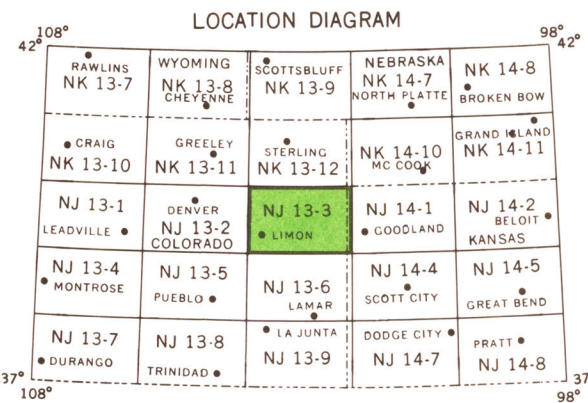 LOCATION DIAGRAM
108° 98°
42° 42°
RAWLINS
NK 13-7
WYOMING
NK 13-8
CHEYENNE
SCOTTSBLUFF
NK 13-9
NEBRASKA
NK 14-7
NORTH PLATTE
NK 14-8
BROKEN BOW
CRAIG
NK 13-10
GREELEY
NK 13-11
STERLING
NK 13-12
NK 14-10
MC COOK
GRAND ISLAND
NK 14-11
NJ 13-1
LEADVILLE
DENVER
NJ 13-2
COLORADO
NJ 13-3
LIMON
NJ 14-1
GOODLAND
NJ 14-2
BELOIT
KANSAS
NJ 13-4
MONTROSE
NJ 13-5
PUEBLO
NJ 13-6
LAMAR
NJ 14-4
SCOTT CITY
NJ 14-5
GREAT BEND
NJ 13-7
DURANGO
NJ 13-8
TRINIDAD
LA JUNTA
NJ 13-9
DODGE CITY
NJ 14-7
PRATT
NJ 14-8
37° 37
108° 98°